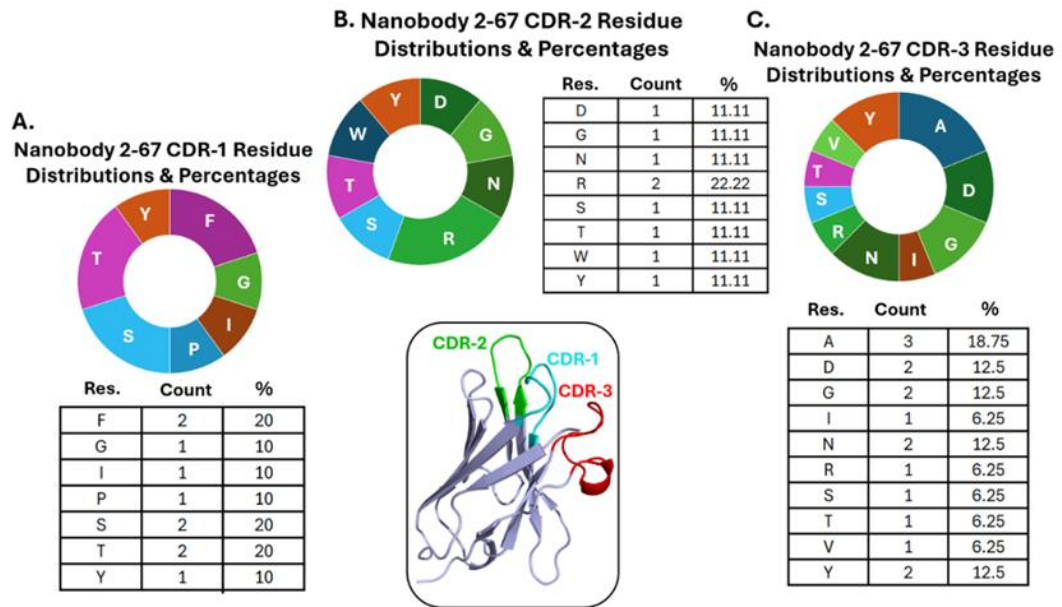 A.
Nanobody 2-67 CDR-1 Residue
Distributions & Percentages
Y
F
G
I
P
S
T
Res. Count %
F 2 20
G 1 10
I 1 10
P 1 10
S 2 20
T 2 20
Y 1 10
B. Nanobody 2-67 CDR-2 Residue
Distributions & Percentages
Y
D
G
N
R
S
T
W
Res. Count %
D 1 11.11
G 1 11.11
N 1 11.11
R 2 22.22
S 1 11.11
T 1 11.11
W 1 11.11
Y 1 11.11
CDR-2
CDR-1
CDR-3
C.
Nanobody 2-67 CDR-3 Residue
Distributions & Percentages
Y
A
D
G
I
N
R
S
T
V
Res. Count %
A 3 18.75
D 2 12.5
G 2 12.5
I 1 6.25
N 2 12.5
R 1 6.25
S 1 6.25
T 1 6.25
V 1 6.25
Y 2 12.5